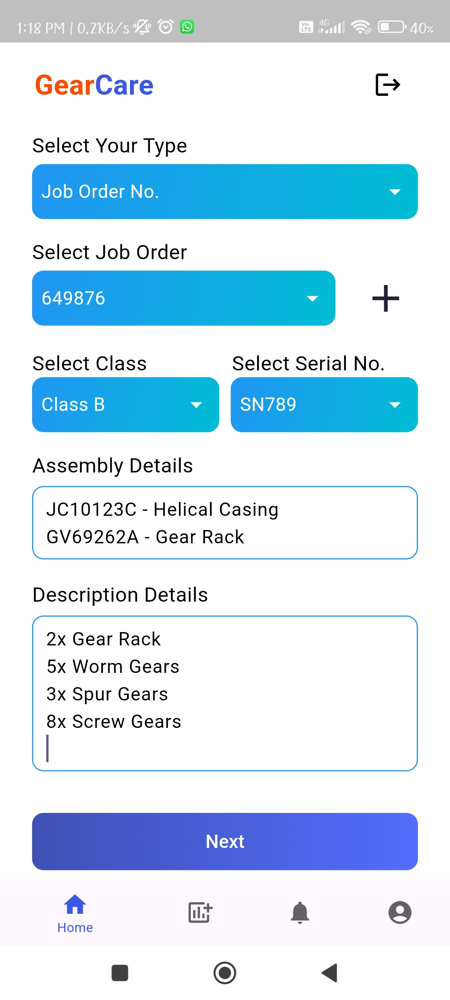 1:18 PM | 0.2KB/s Vo LTE 4G 40%
GearCare
Select Your Type
Job Order No.
Select Job Order
649876
Select Class Select Serial No.
Class B SN789
Assembly Details
JC10123C - Helical Casing
GV69262A - Gear Rack
Description Details
2x Gear Rack
5x Worm Gears
3x Spur Gears
8x Screw Gears
Next
Home